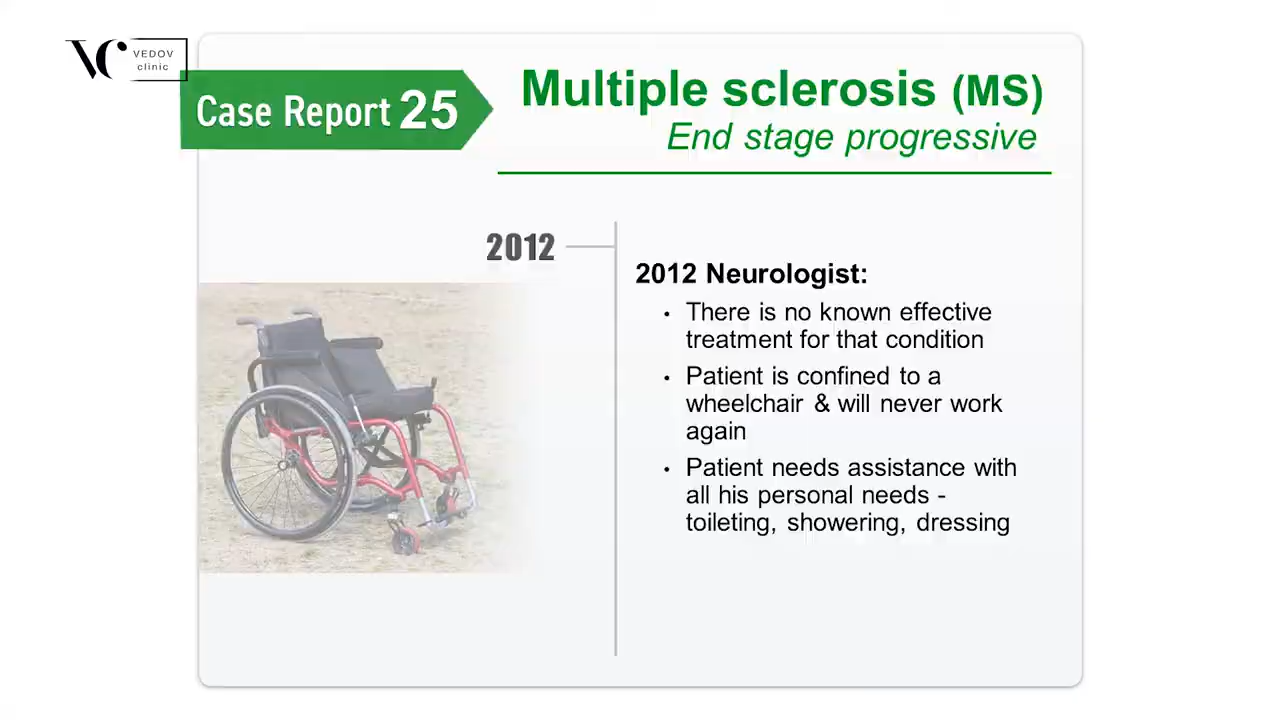 VC VEDOV
clinic
Case Report 25
Multiple sclerosis (MS)
End stage progressive
2012
2012 Neurologist:
• There is no known effective
treatment for that condition
• Patient is confined to a
wheelchair & will never work
again
• Patient needs assistance with
all his personal needs -
toileting, showering, dressing